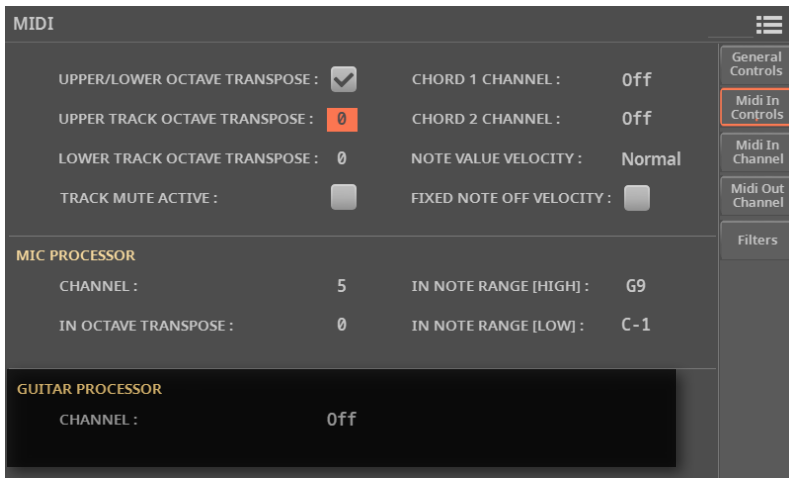 MIDI
UPPER/LOWER OCTAVE TRANSPOSE :
CHORD 1 CHANNEL : Off
UPPER TRACK OCTAVE TRANSPOSE : 0
CHORD 2 CHANNEL : Off
LOWER TRACK OCTAVE TRANSPOSE : 0
NOTE VALUE VELOCITY : Normal
TRACK MUTE ACTIVE :
FIXED NOTE OFF VELOCITY :
MIC PROCESSOR
CHANNEL : 5
IN NOTE RANGE [HIGH] : G9
IN OCTAVE TRANSPOSE : 0
IN NOTE RANGE [LOW] : C-1
GUITAR PROCESSOR
CHANNEL : Off
General
Controls
Midi In
Controls
Midi In
Channel
Midi Out
Channel
Filters